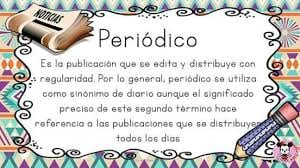 NOTICIAS
Periódico
Es la publicación que se edita y distribuye con
regularidad. Por lo general, periódico se utiliza
como sinónimo de diario aunque el significado
preciso de este segundo término hace
referencia a las publicaciones que se distribuyen
todos los días